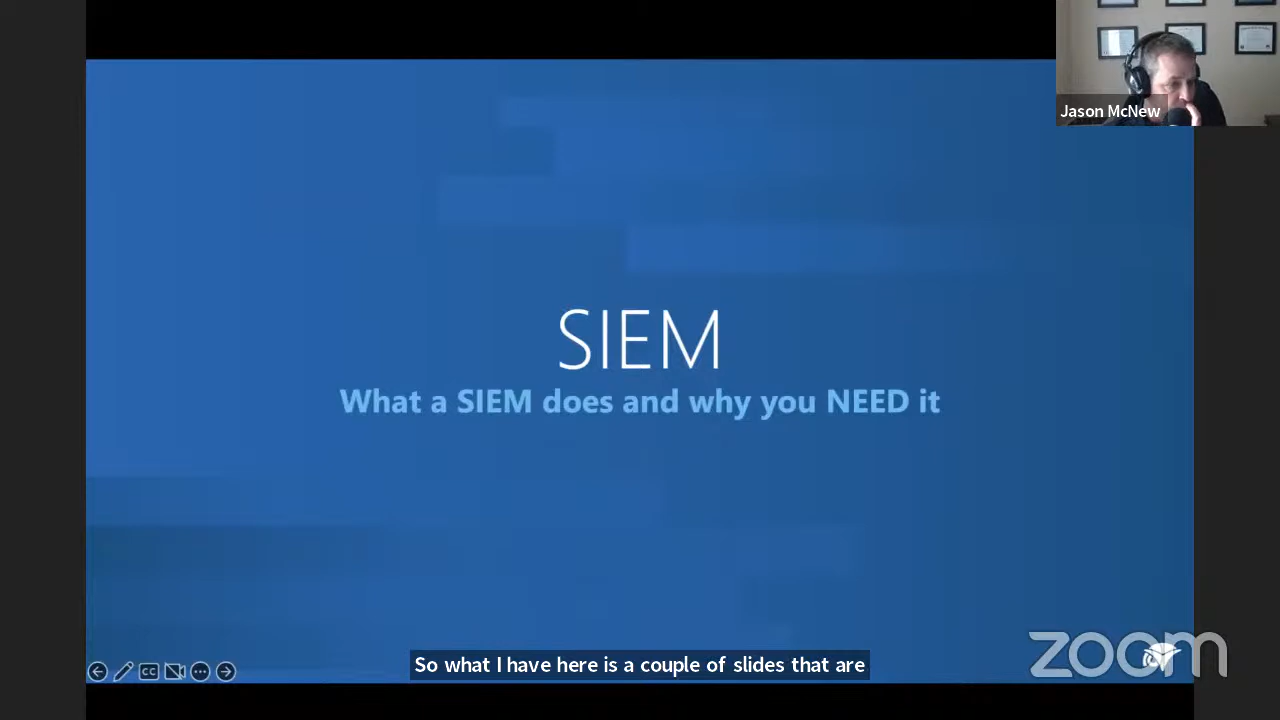 Jason McNew
SIEM
What a SIEM does and why you NEED it
So what I have here is a couple of slides that are
CC
zoom